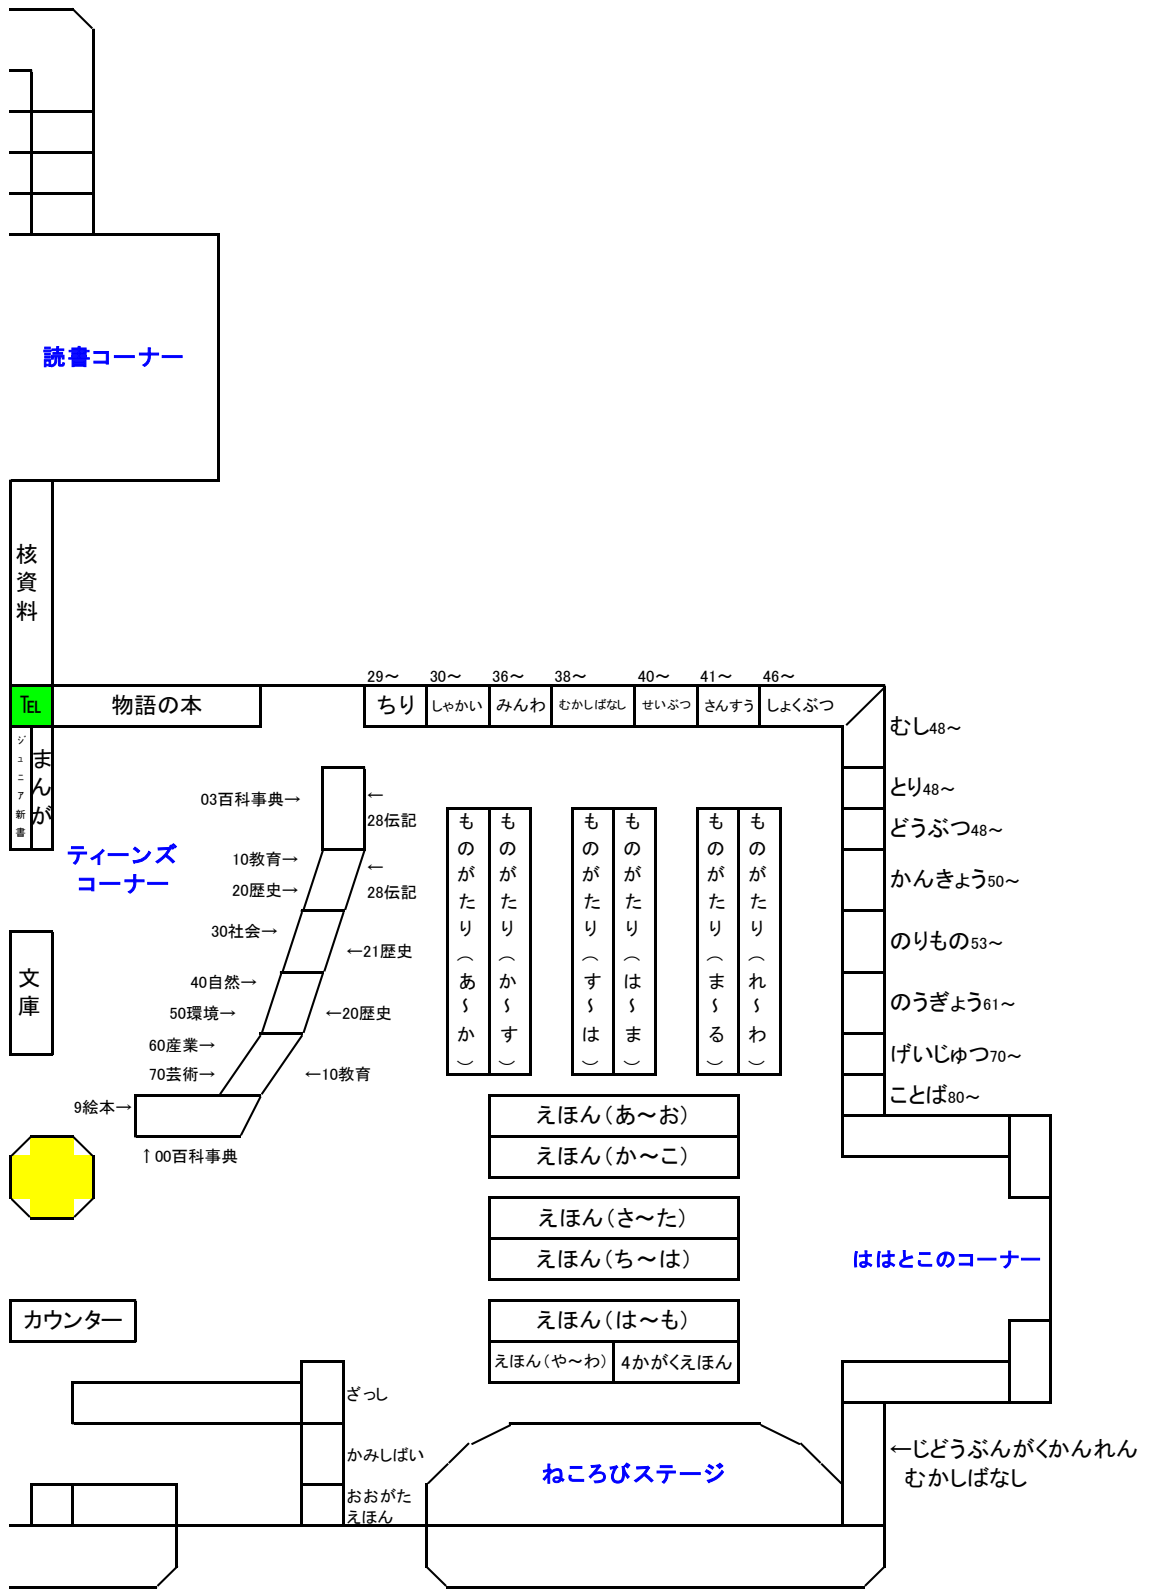 読書コーナー
核資料
29～
30～
36～
38～
40～
41～
46～
TEL
物語の本
ちり
しゃかい
みんわ
むかしばなし
せいぶつ
さんすう
しょくぶつ
ジュニア新書
まんが
むし48～
とり48～
どうぶつ48～
かんきょう50～
のりもの53～
のうぎょう61～
げいじゅつ70～
ことば80～
03百科事典→
←
28伝記
10教育→
←
20歴史→
28伝記
30社会→
←21歴史
40自然→
50環境→
←20歴史
60産業→
70芸術→
←10教育
9絵本→
↑00百科事典
ティーンズ
コーナー
文庫
ものがたり（あ～か）
ものがたり（か～す）
ものがたり（す～は）
ものがたり（は～ま）
ものがたり（ま～る）
ものがたり（れ～わ）
えほん（あ～お）
えほん（か～こ）
えほん（さ～た）
えほん（ち～は）
えほん（は～も）
えほん（や～わ）
4かがくえほん
ははとこのコーナー
カウンター
ざっし
かみしばい
おおがた
えほん
ねころびステージ
←じどうぶんがくかんれん
むかしばなし